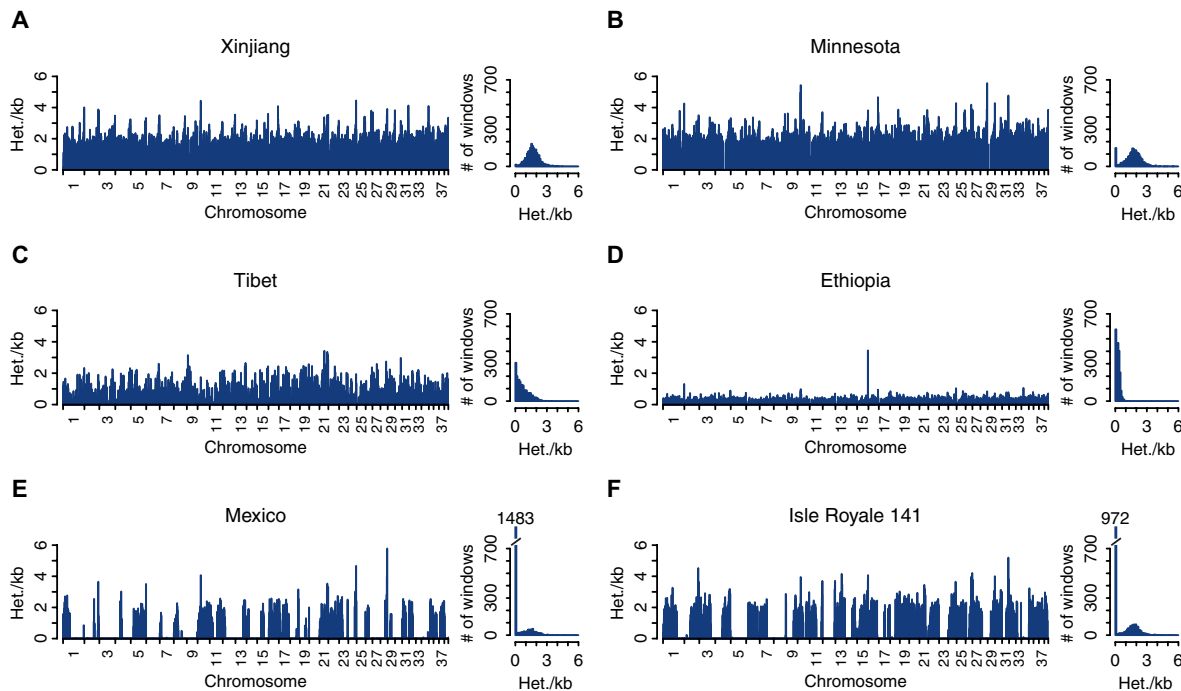 A
Xinjiang
Het./kb
0 2 4 6
1 3 5 7 9 11 13 15 17 19 21 23 25 27 29 31 33 37
Chromosome
# of windows
0 300 700
0 3 6
Het./kb
B
Minnesota
Het./kb
0 2 4 6
1 3 5 7 9 11 13 15 17 19 21 23 25 27 29 31 33 37
Chromosome
# of windows
0 300 700
0 3 6
Het./kb
C
Tibet
Het./kb
0 2 4 6
1 3 5 7 9 11 13 15 17 19 21 23 25 27 29 31 33 37
Chromosome
# of windows
0 300 700
0 3 6
Het./kb
D
Ethiopia
Het./kb
0 2 4 6
1 3 5 7 9 11 13 15 17 19 21 23 25 27 29 31 33 37
Chromosome
# of windows
0 300 700
0 3 6
Het./kb
E
Mexico
Het./kb
0 2 4 6
1 3 5 7 9 11 13 15 17 19 21 23 25 27 29 31 33 37
Chromosome
1483
# of windows
0 300 700
0 3 6
Het./kb
F
Isle Royale 141
Het./kb
0 2 4 6
1 3 5 7 9 11 13 15 17 19 21 23 25 27 29 31 33 37
Chromosome
972
# of windows
0 300 700
0 3 6
Het./kb